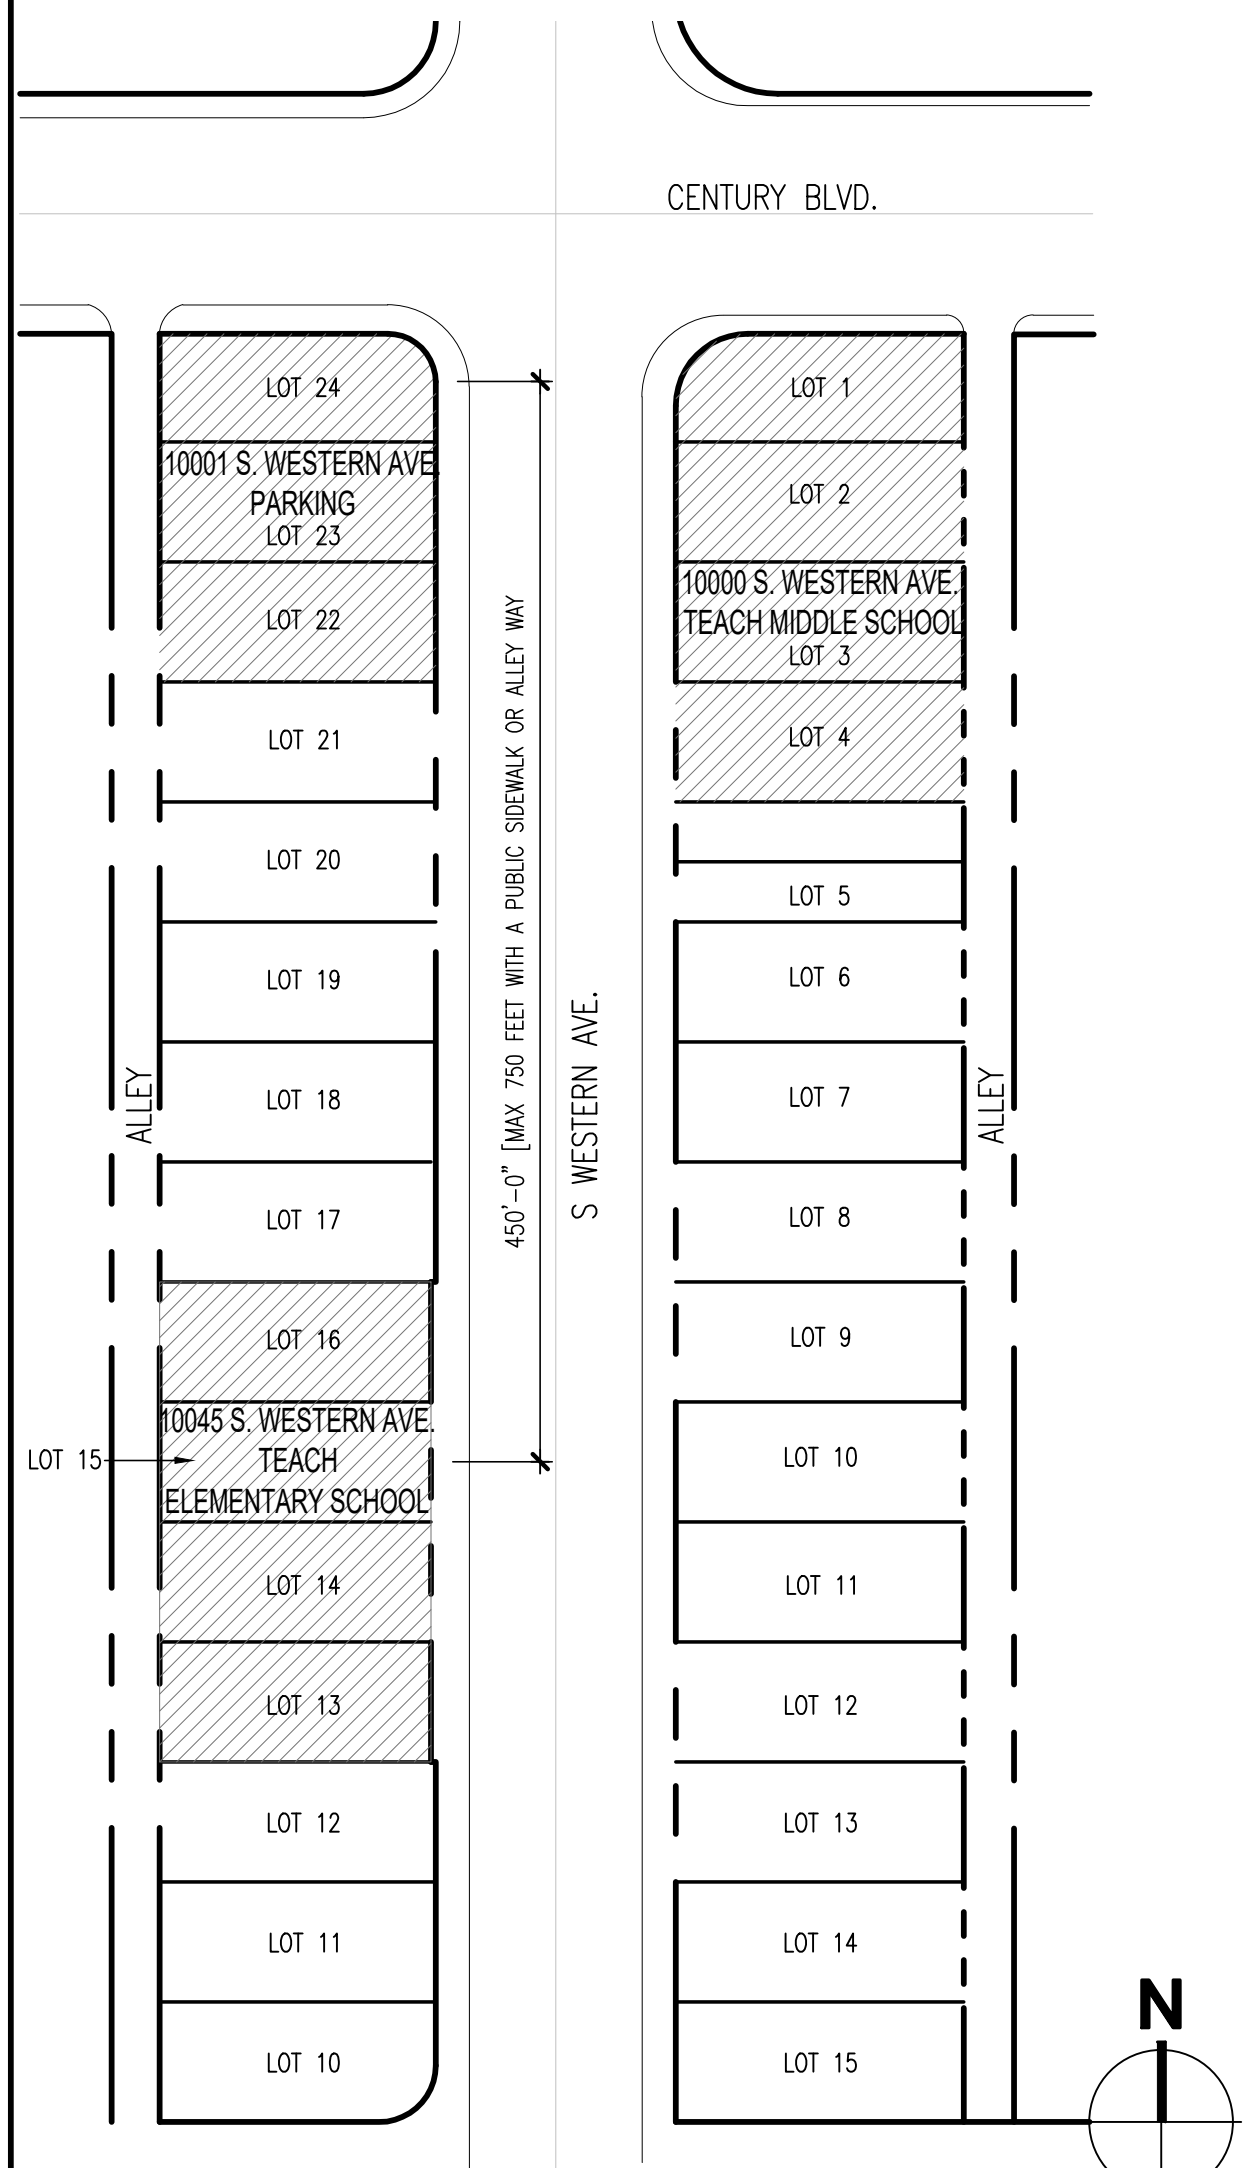 CENTURY BLVD.
LOT 24
10001 S. WESTERN AVE.
PARKING
LOT 23
LOT 22
LOT 21
LOT 20
LOT 19
LOT 18
LOT 17
LOT 16
10045 S. WESTERN AVE.
TEACH
ELEMENTARY SCHOOL
LOT 15
LOT 14
LOT 13
LOT 12
LOT 11
LOT 10
ALLEY
450'-0" [MAX 750 FEET WITH A PUBLIC SIDEWALK OR ALLEY WAY
S WESTERN AVE.
LOT 1
LOT 2
10000 S. WESTERN AVE.
TEACH MIDDLE SCHOOL
LOT 3
LOT 4
LOT 5
LOT 6
LOT 7
LOT 8
LOT 9
LOT 10
LOT 11
LOT 12
LOT 13
LOT 14
LOT 15
ALLEY
N